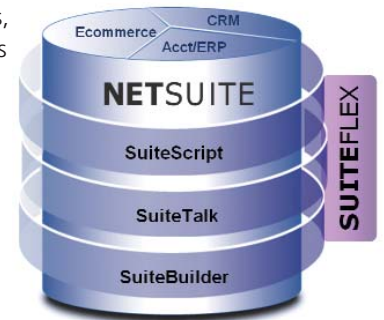 s,
s
Ecommerce
CRM
Acct/ERP
NETSUITE
SuiteScript
SuiteTalk
SuiteBuilder
SUITEFLEX